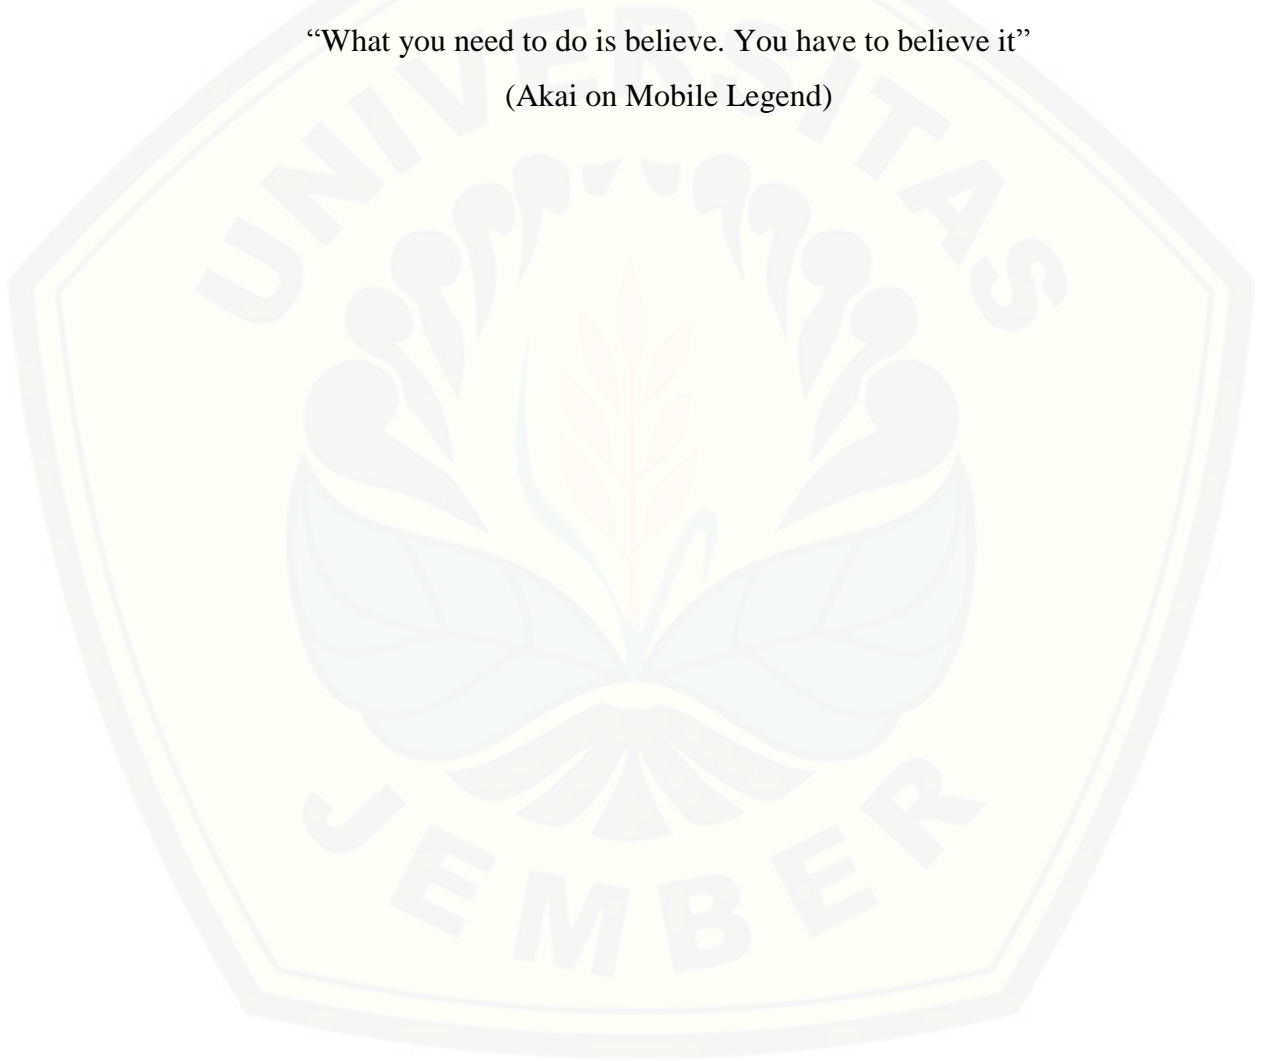 “What you need to do is believe. You have to believe it”
(Akai on Mobile Legend)
UNIVERSITAS
JEMBER